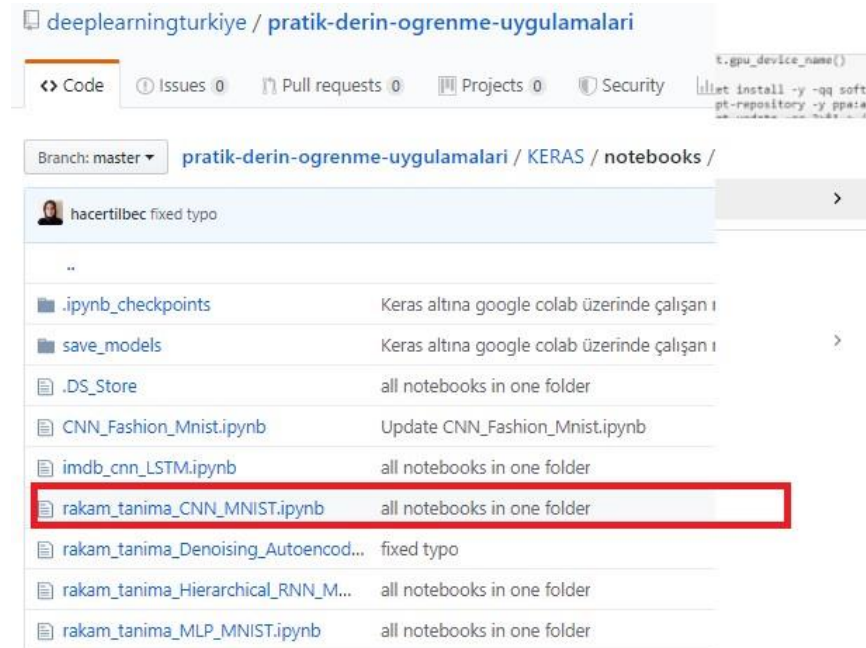 deeplearningturkiye / pratik-derin-ogrenme-uygulamalari
Code Issues 0 Pull requests 0 Projects 0 Security
t.gpu_device_name()
et install -y -qq soft
pt-repository -y ppa:a
Branch: master pratik-derin-ogrenme-uygulamalari / KERAS / notebooks /
hacertilbec fixed typo
..
.ipynb_checkpoints Keras altına google colab üzerinde çalışan
save_models Keras altına google colab üzerinde çalışan
.DS_Store all notebooks in one folder
CNN_Fashion_Mnist.ipynb Update CNN_Fashion_Mnist.ipynb
imdb_cnn_LSTM.ipynb all notebooks in one folder
rakam_tanima_CNN_MNIST.ipynb all notebooks in one folder
rakam_tanima_Denoising_Autoencod... fixed typo
rakam_tanima_Hierarchical_RNN_M... all notebooks in one folder
rakam_tanima_MLP_MNIST.ipynb all notebooks in one folder